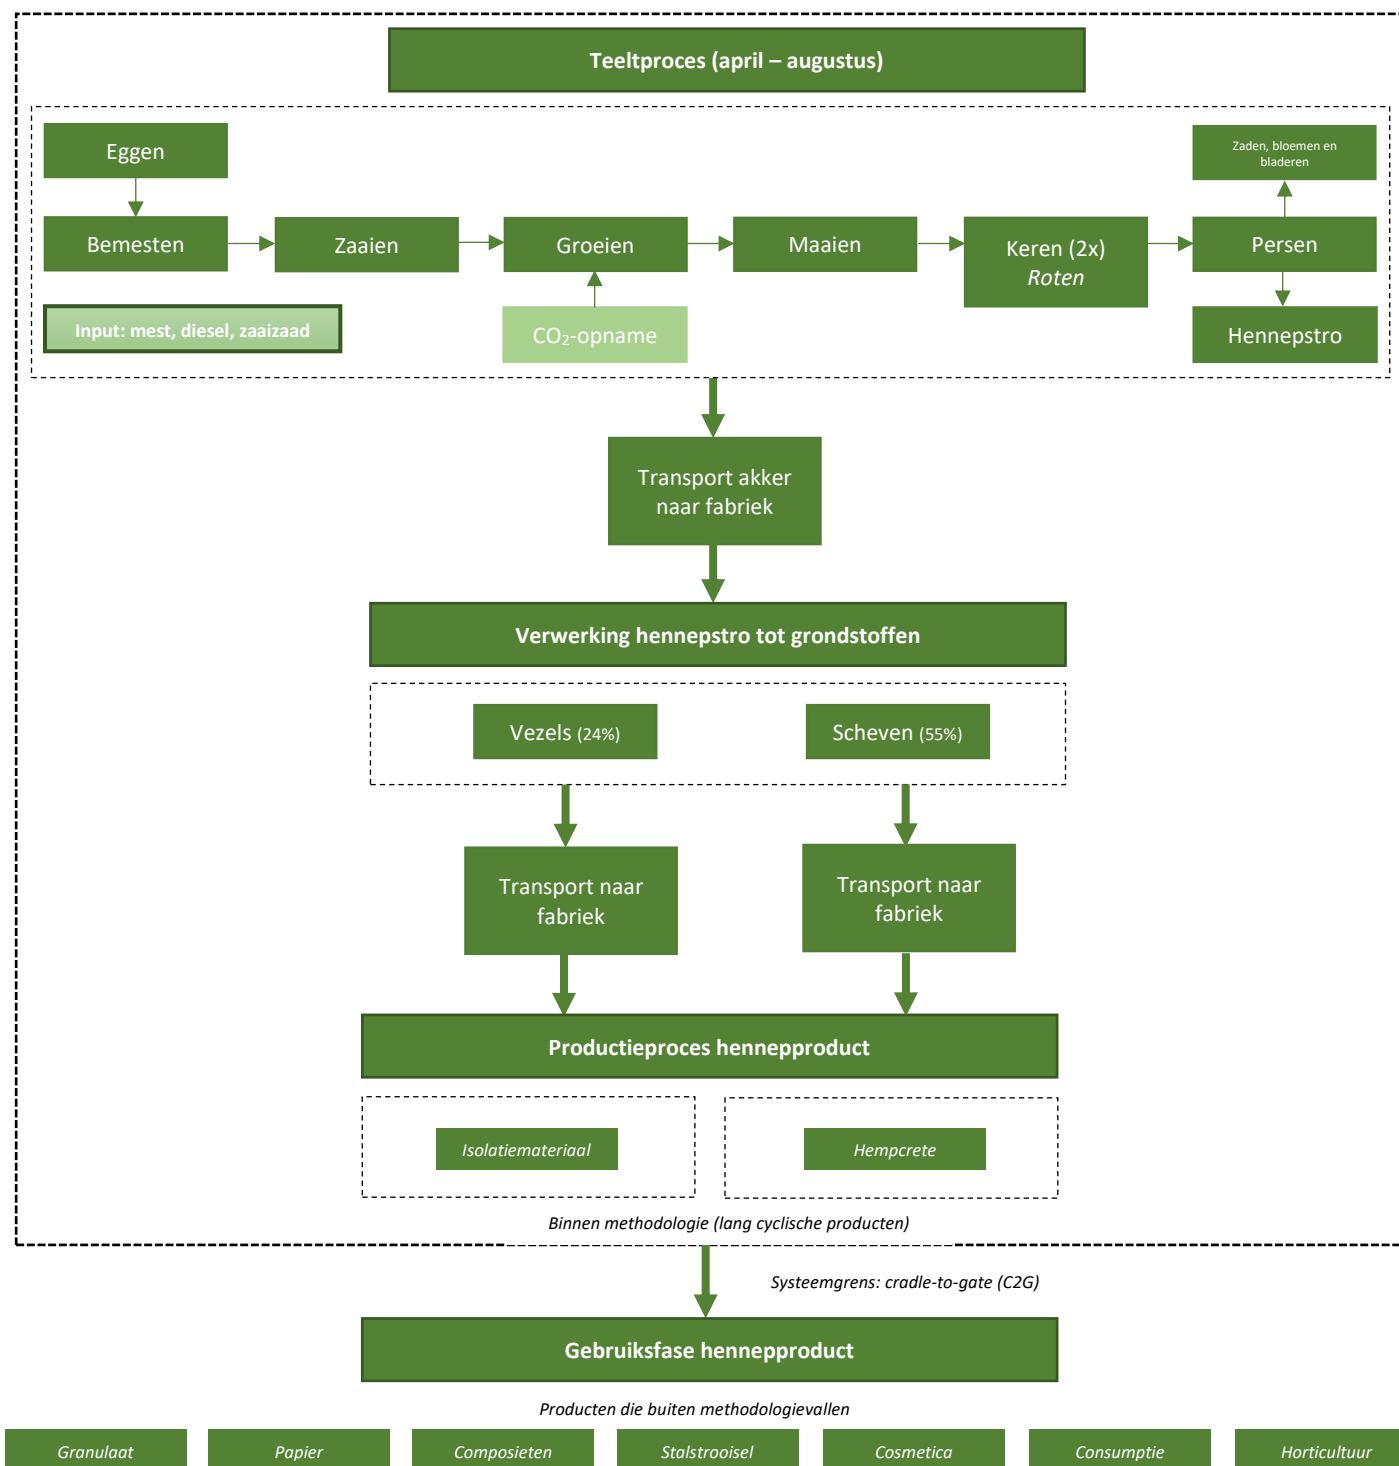 Teeltproces (april – augustus)
Eggen
Zaden, bloemen en
bladeren
Bemesten
Zaaien
Groeien
Maaien
Keren (2x)
Roten
Persen
Input: mest, diesel, zaaizaad
CO₂-opname
Hennepstro
Transport akker
naar fabriek
Verwerking hennepstro tot grondstoffen
Vezels (24%)
Scheven (55%)
Transport naar
fabriek
Transport naar
fabriek
Productieproces hennepproduct
Isolatiemateriaal
Hempcrete
Binnen methodologie (lang cyclische producten)
Systeemgrens: cradle-to-gate (C2G)
Gebruiksfase hennepproduct
Producten die buiten methodologievallen
Granulaat
Papier
Composieten
Stalstrooisel
Cosmetica
Consumptie
Horticultuur